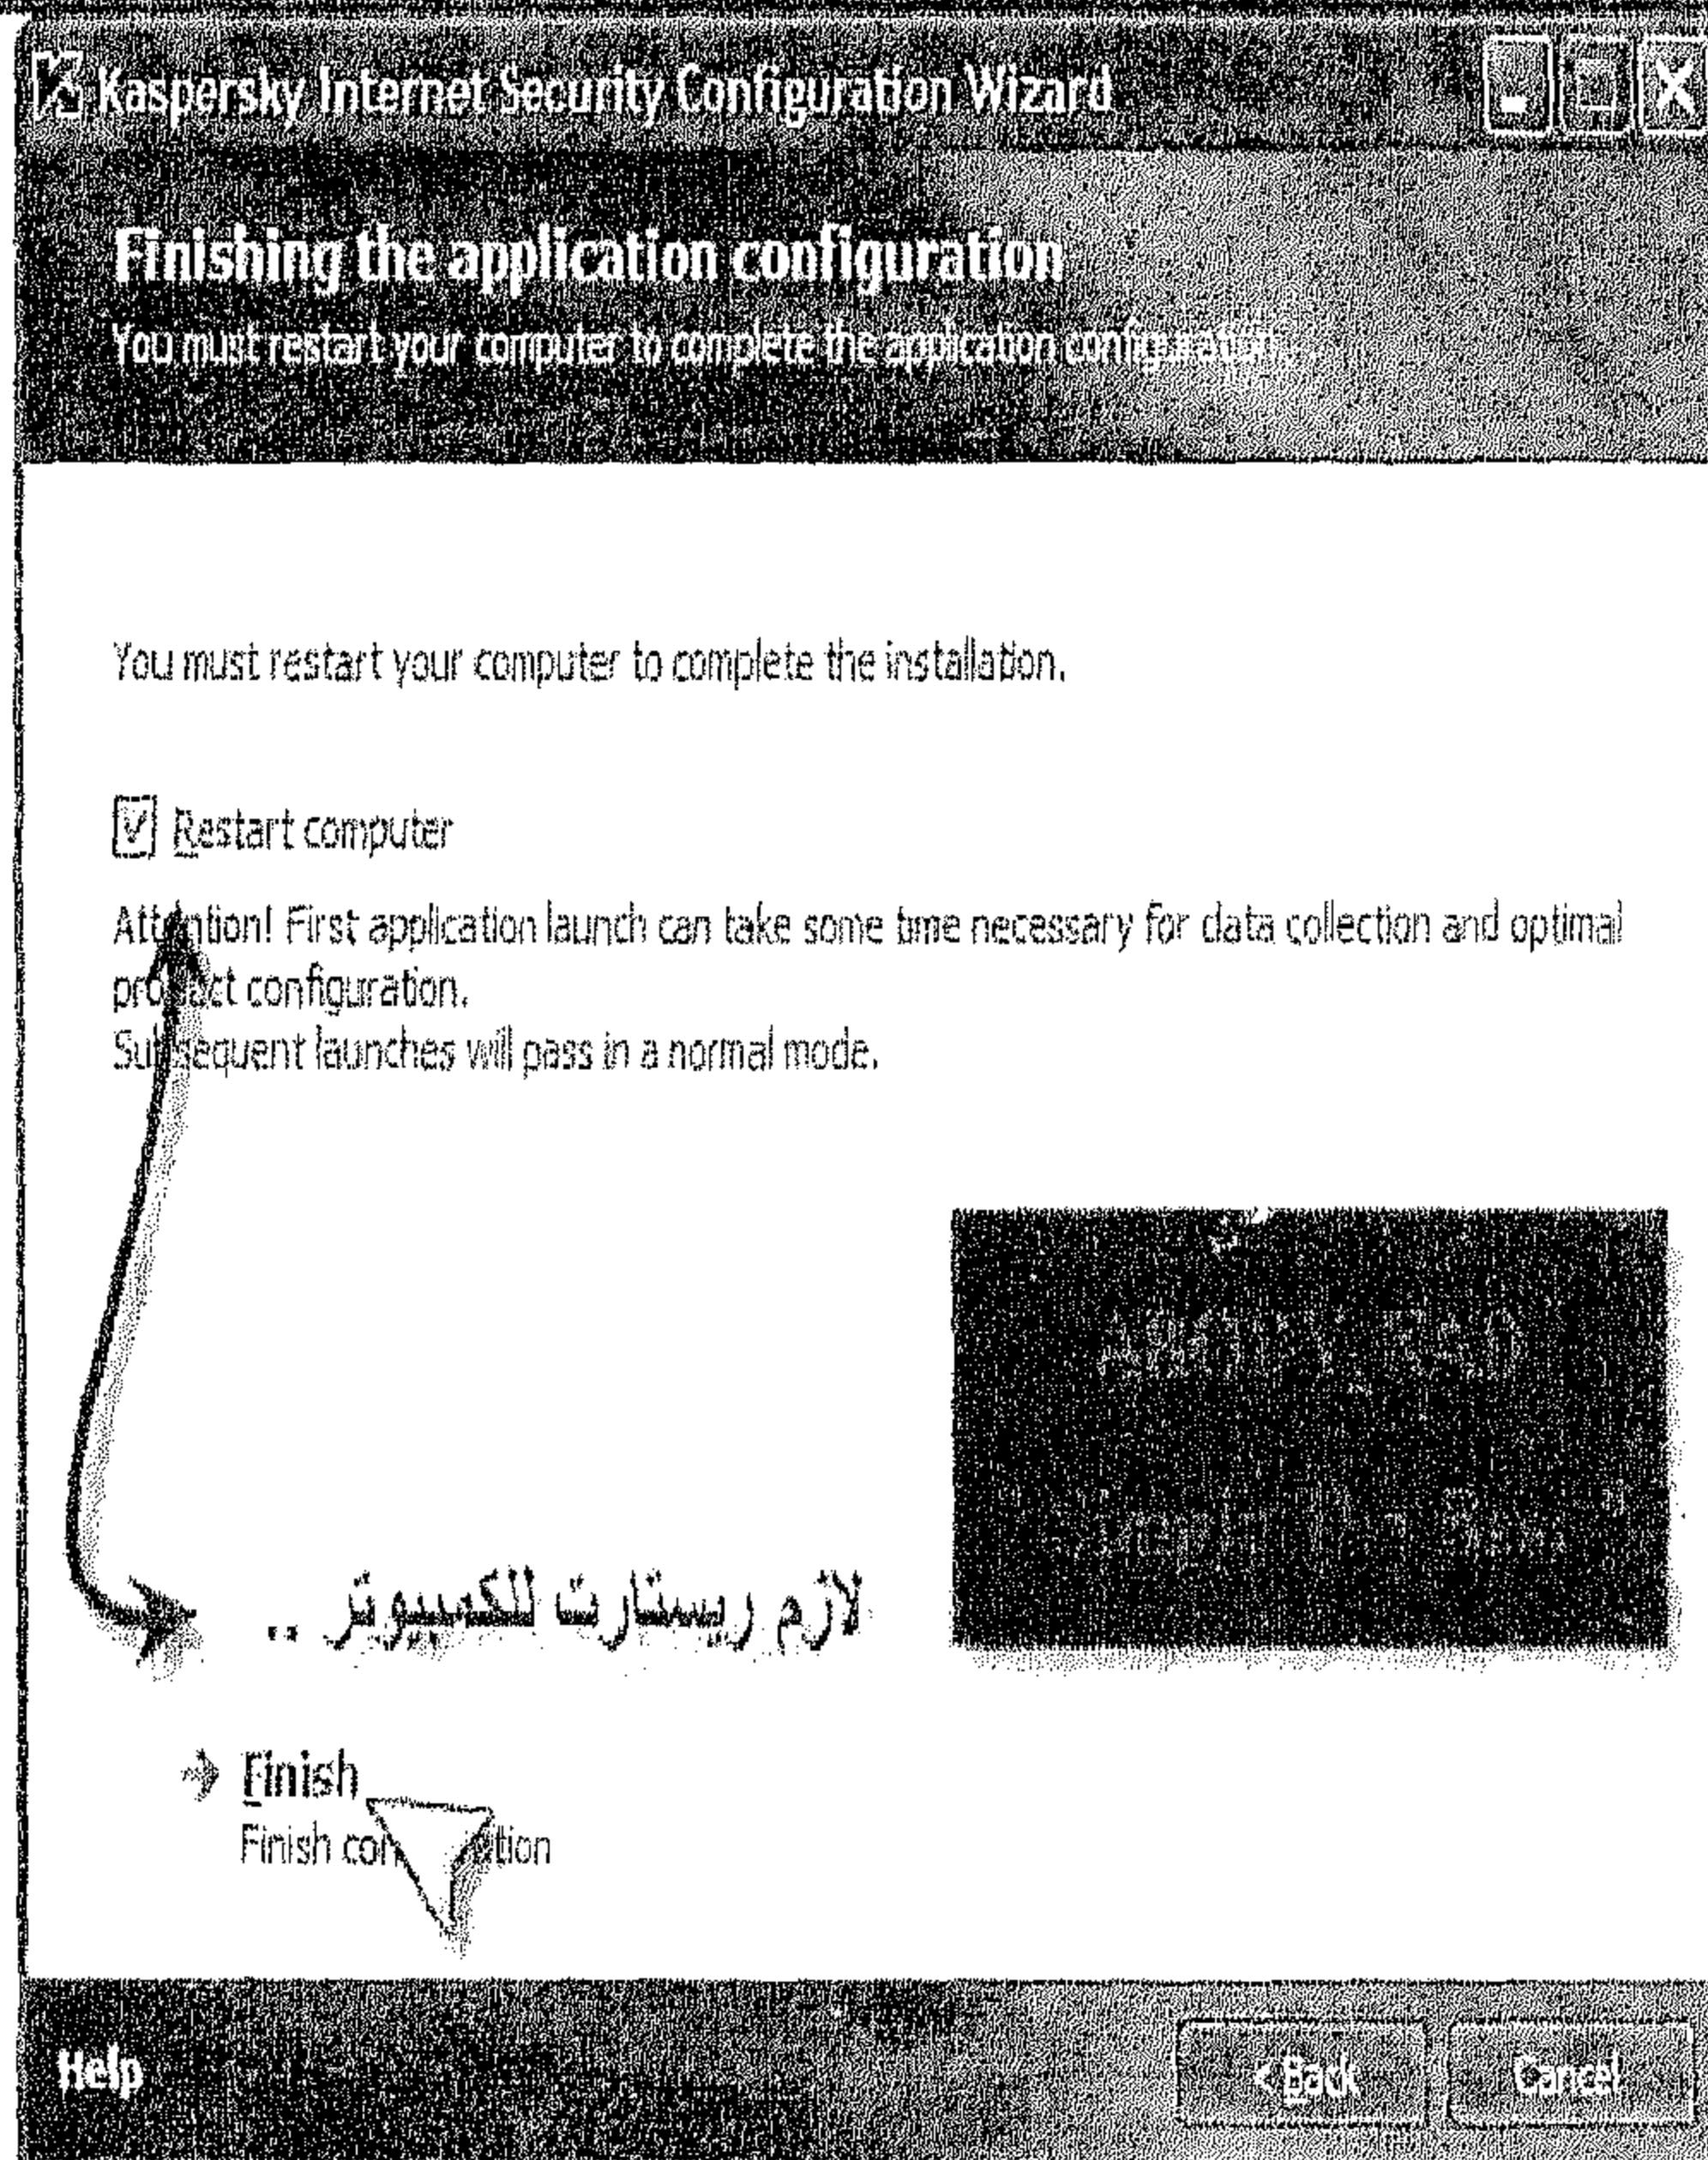 Kaspersky Internet Security Configuration Wizard
Finishing the application configuration
You must restart your computer to complete the application configuration.
You must restart your computer to complete the installation.
Restart computer
Attention! First application launch can take some time necessary for data collection and optimal
product configuration.
Subsequent launches will pass in a normal mode.
لازم ريستارت للكمبيوتر ..
Finish
Finish configuration
Help
< Back
Cancel